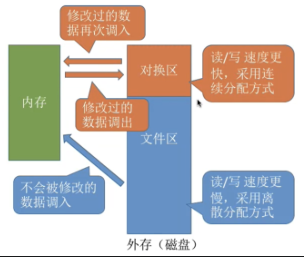 修改过的数
据再次调入
对换区
读/写 速度更
快，采用连
续分配方式
内存
修改过的
数据调出
文件区
不会被修改的
数据调入
读/写 速度更
慢，采用离
散分配方式
外存（磁盘）